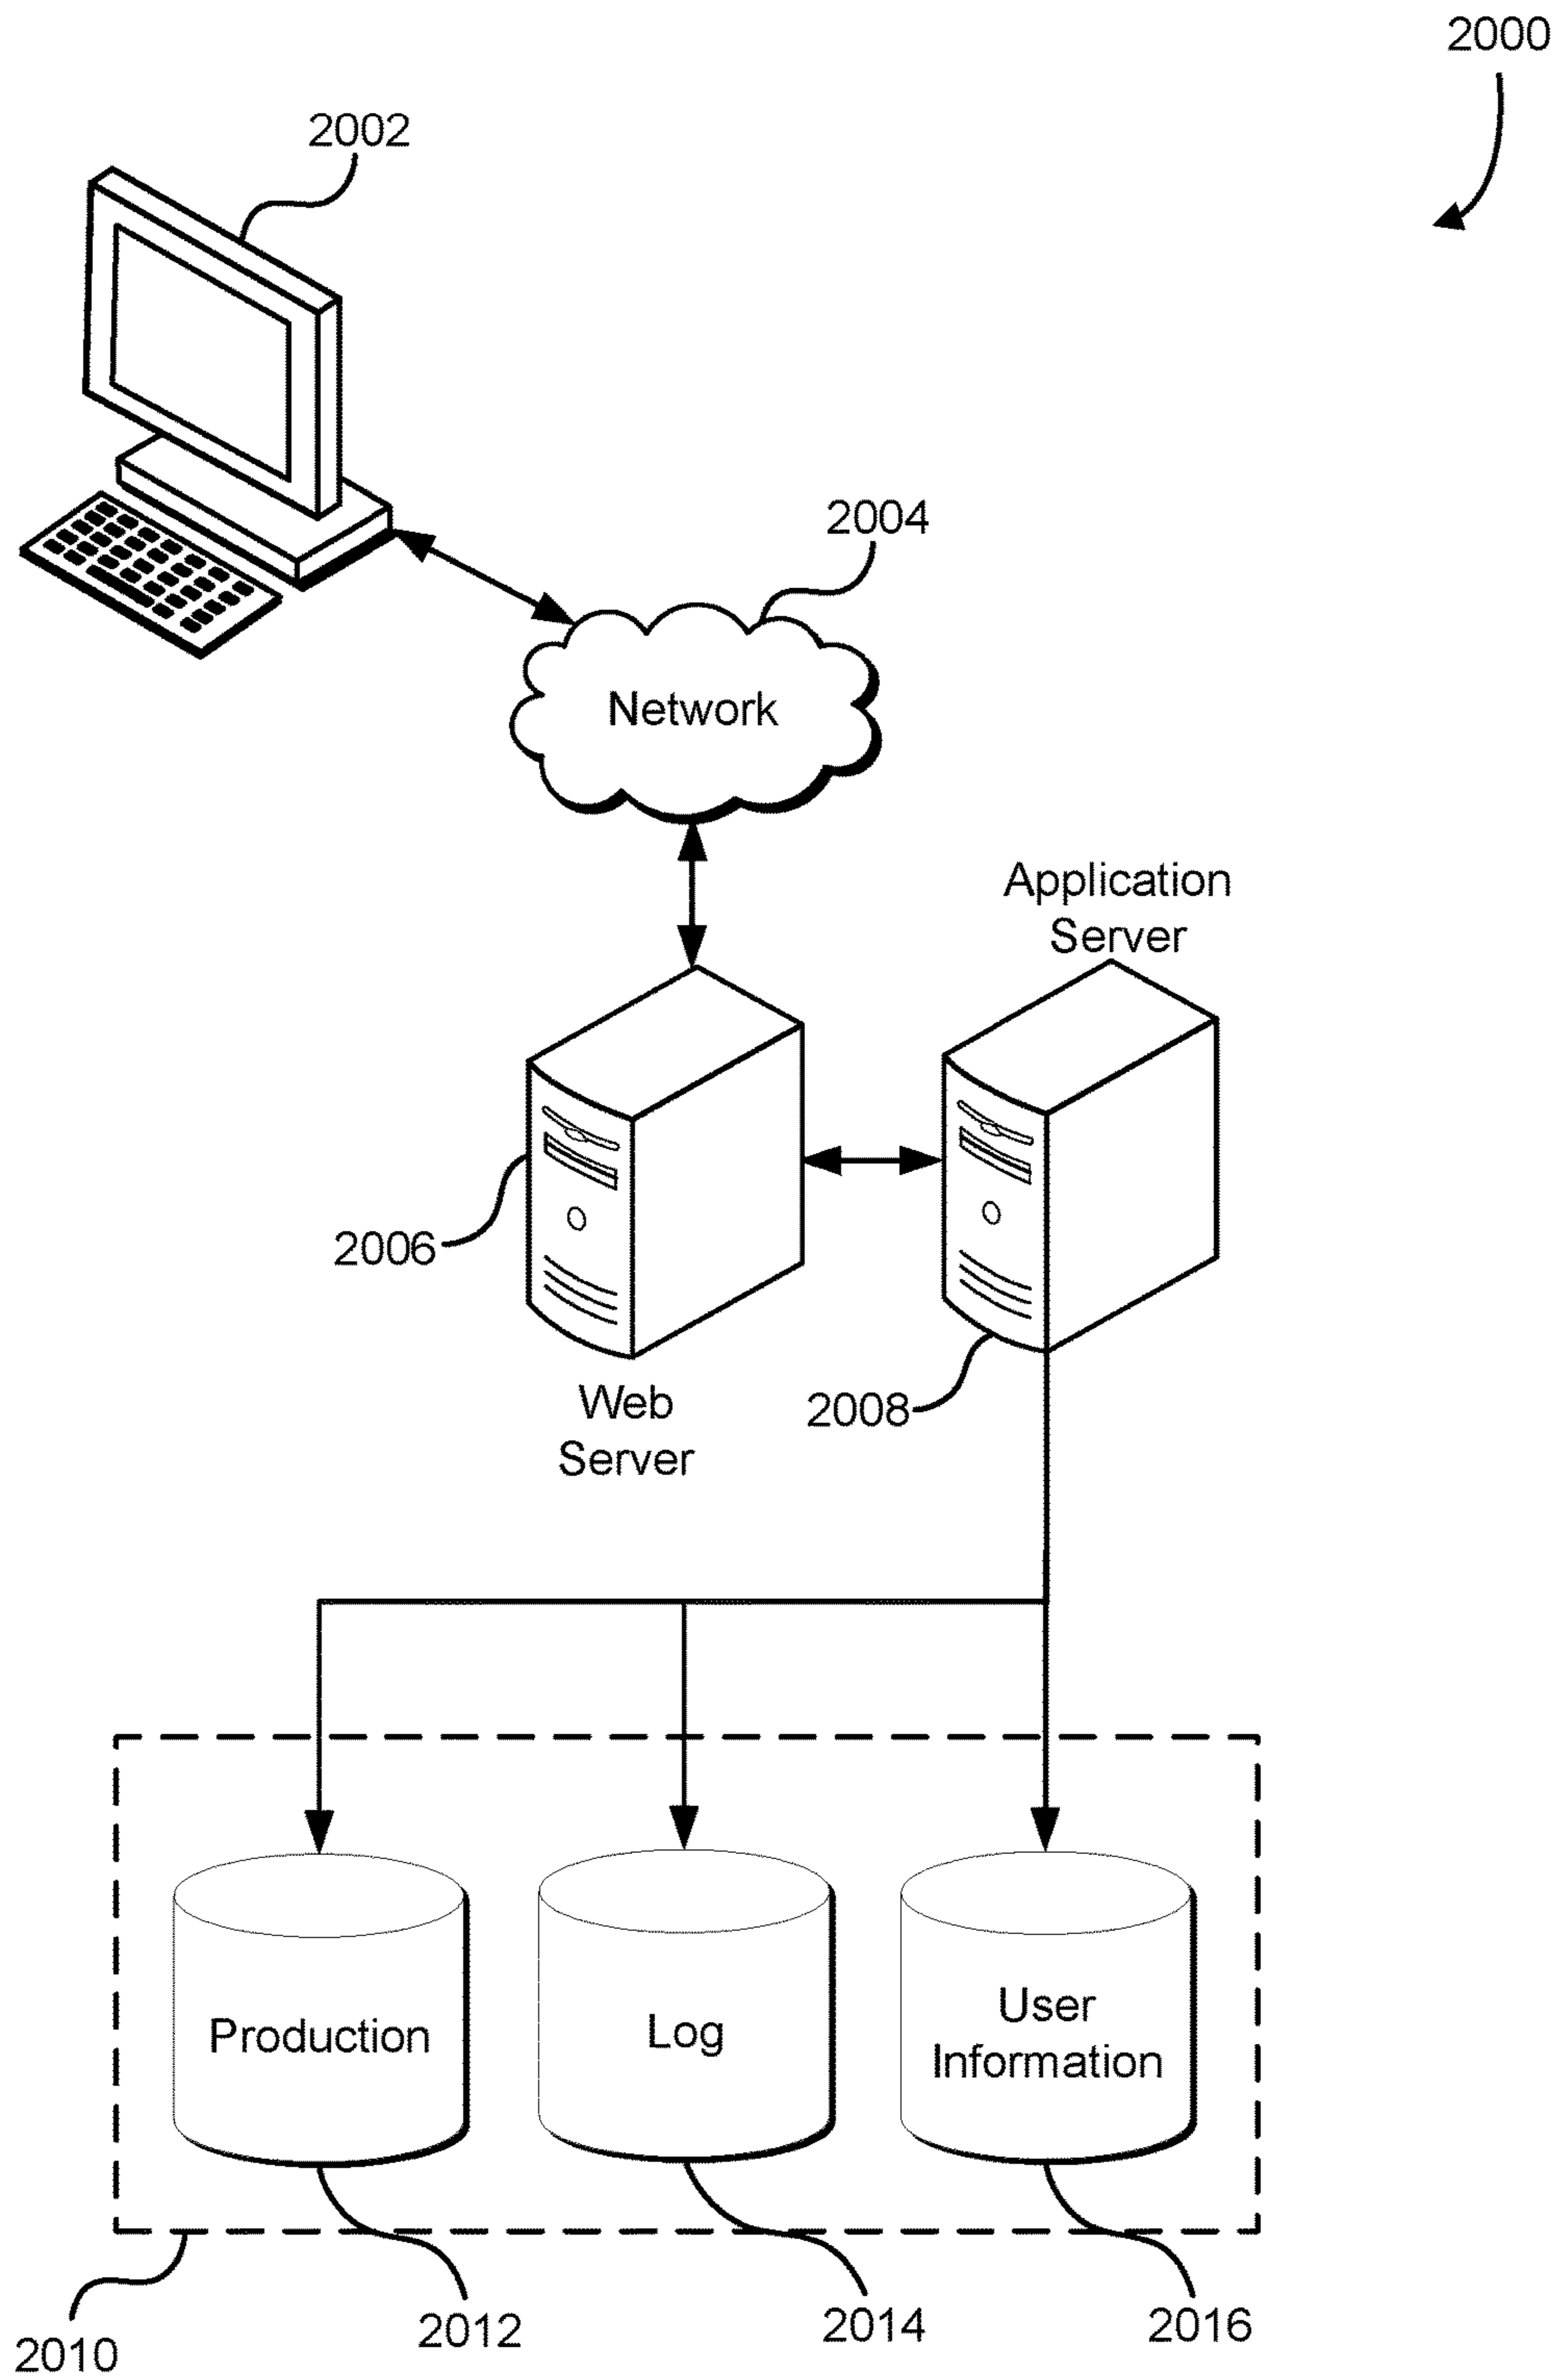 2000
2002
2004
Network
Application
Server
2006
2008
Web
Server
Production
Log
User
Information
2010
2012
2014
2016